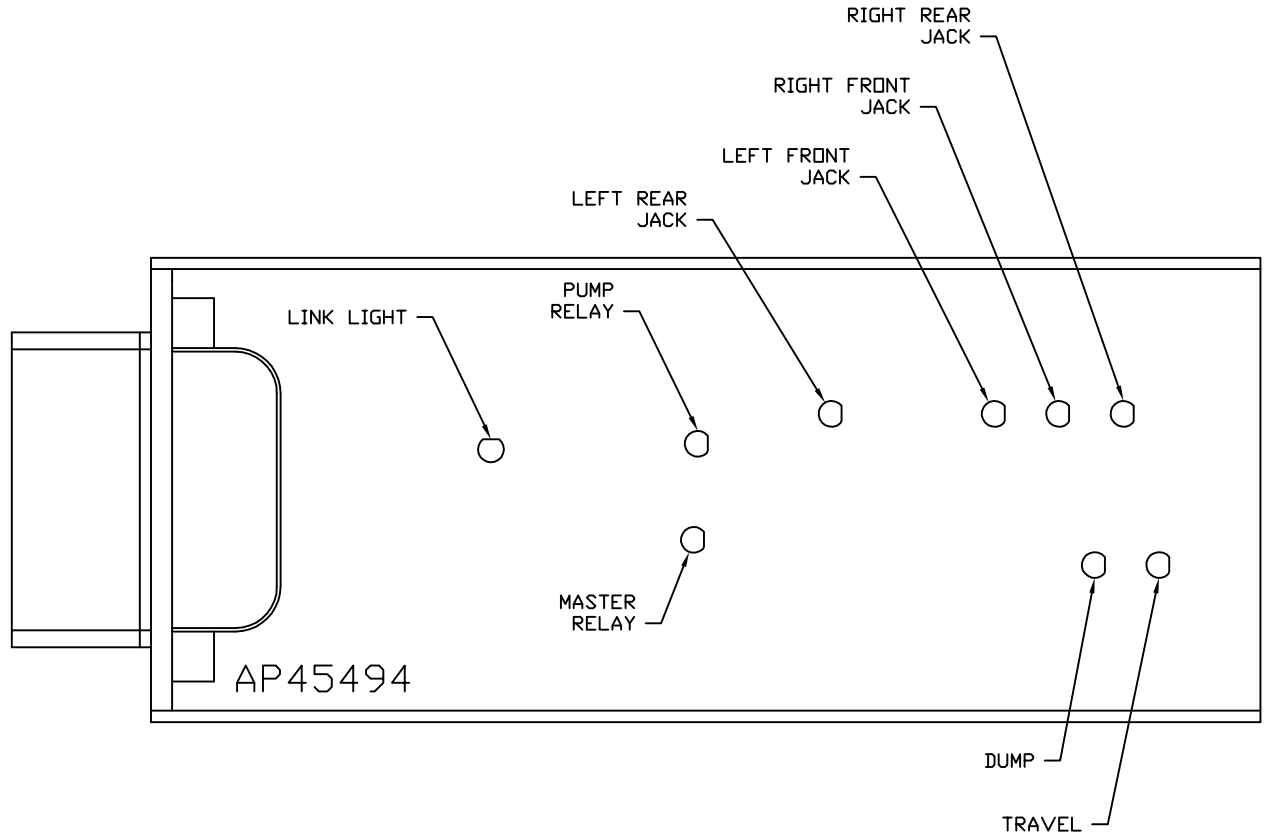 RIGHT REAR
JACK
RIGHT FRONT
JACK
LEFT FRONT
JACK
LEFT REAR
JACK
PUMP
RELAY
LINK LIGHT
MASTER
RELAY
AP45494
DUMP
TRAVEL